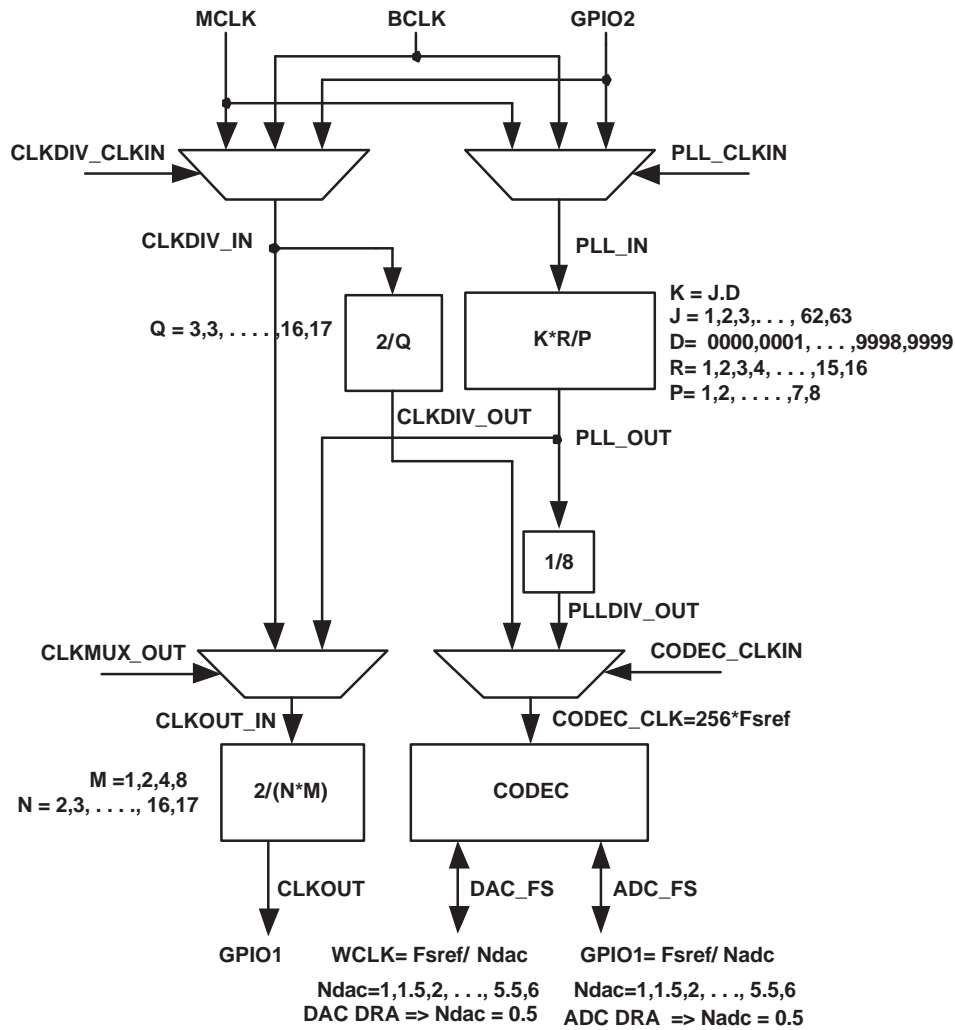 MCLK
BCLK
GPIO2
CLKDIV_CLKIN
PLL_CLKIN
CLKDIV_IN
PLL_IN
K = J.D
J = 1,2,3,. . . , 62,63
D= 0000,0001, . . . ,9998,9999
R= 1,2,3,4, . . . ,15,16
P= 1,2, . . . . ,7,8
Q = 3,3, . . . . ,16,17
2/Q
K*R/P
CLKDIV_OUT
PLL_OUT
1/8
PLLDIV_OUT
CLKMUX_OUT
CODEC_CLKIN
CLKOUT_IN
CODEC_CLK=256*Fsref
M =1,2,4,8
N = 2,3, . . . ., 16,17
2/(N*M)
CODEC
CLKOUT
DAC_FS
ADC_FS
GPIO1
WCLK= Fsref/ Ndac
GPIO1= Fsref/ Nadc
Ndac=1,1.5,2, . . ., 5.5,6
Ndac=1,1.5,2, . . ., 5.5,6
DAC DRA => Ndac = 0.5
ADC DRA => Nadc = 0.5